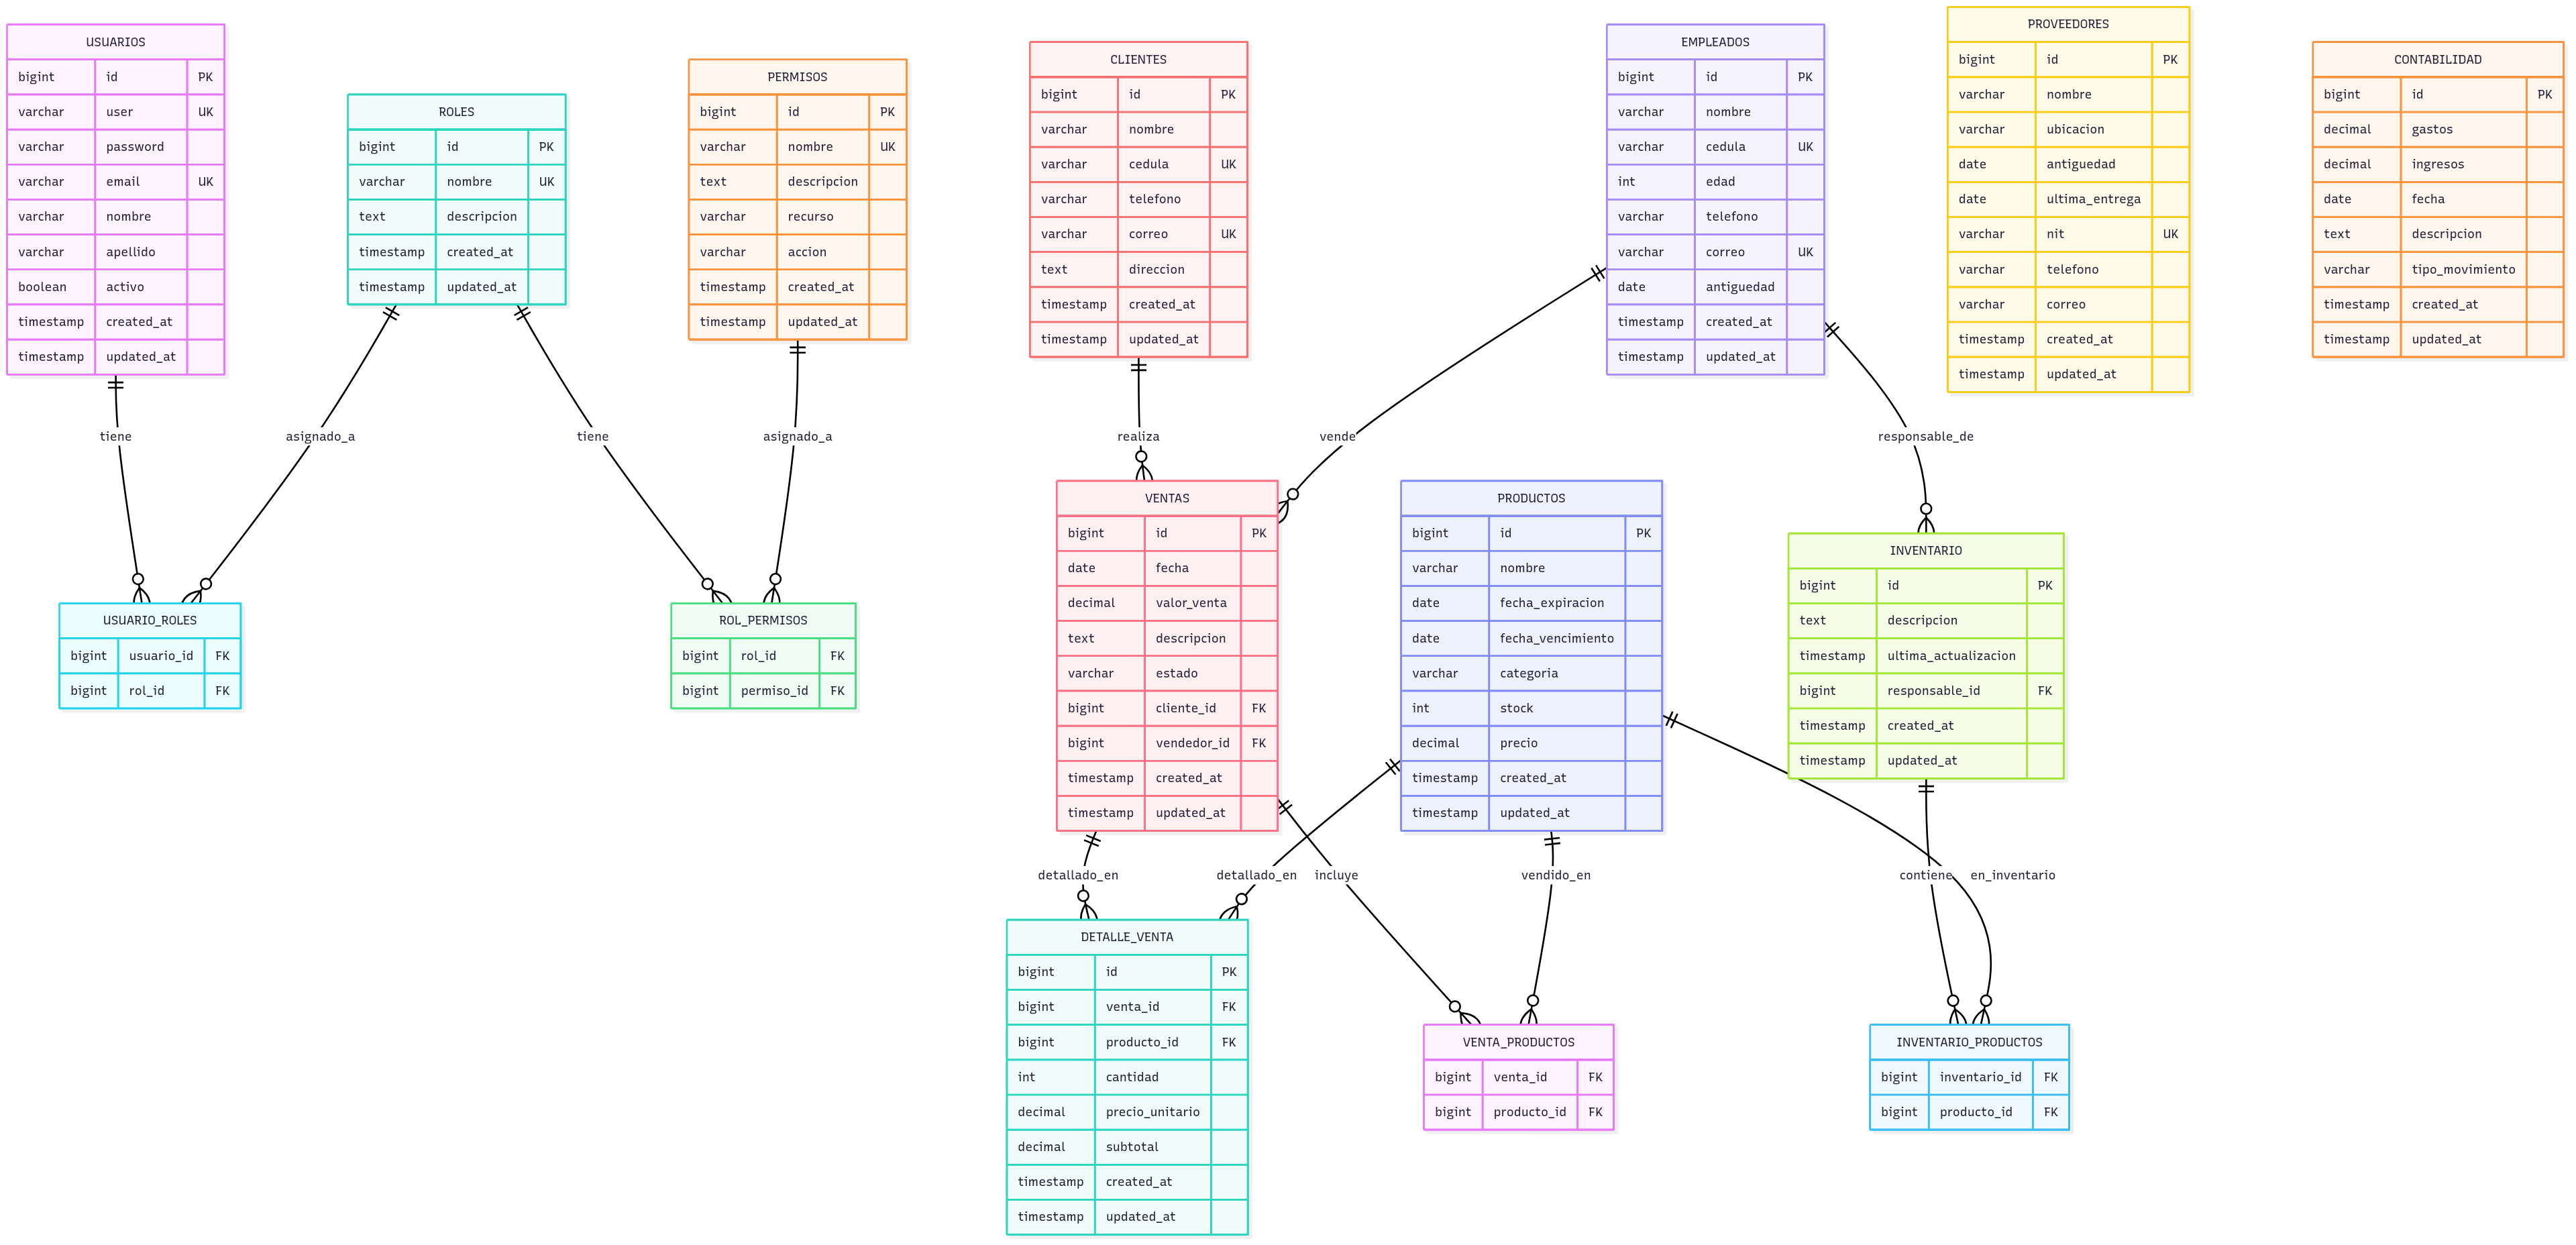 USUARIOS
bigint id PK
varchar user UK
varchar password
varchar email UK
varchar nombre
varchar apellido
boolean activo
timestamp created_at
timestamp updated_at
ROLES
bigint id PK
varchar nombre UK
text descripcion
timestamp created_at
timestamp updated_at
PERMISOS
bigint id PK
varchar nombre UK
text descripcion
varchar recurso
varchar accion
timestamp created_at
timestamp updated_at
CLIENTES
bigint id PK
varchar nombre
varchar cedula UK
varchar telefono
varchar correo UK
text direccion
timestamp created_at
timestamp updated_at
EMPLEADOS
bigint id PK
varchar nombre
varchar cedula UK
int edad
varchar telefono
varchar correo UK
date antiguedad
timestamp created_at
timestamp updated_at
PROVEEDORES
bigint id PK
varchar nombre
varchar ubicacion
date antiguedad
date ultima_entrega
varchar nit UK
varchar telefono
varchar correo
timestamp created_at
timestamp updated_at
CONTABILIDAD
bigint id PK
decimal gastos
decimal ingresos
date fecha
text descripcion
varchar tipo_movimiento
timestamp created_at
timestamp updated_at
tiene
asignado_a
tiene
asignado_a
realiza
vende
responsable_de
USUARIO_ROLES
bigint usuario_id FK
bigint rol_id FK
ROL_PERMISOS
bigint rol_id FK
bigint permiso_id FK
VENTAS
bigint id PK
date fecha
decimal valor_venta
text descripcion
varchar estado
bigint cliente_id FK
bigint vendedor_id FK
timestamp created_at
timestamp updated_at
PRODUCTOS
bigint id PK
varchar nombre
date fecha_expiracion
date fecha_vencimiento
varchar categoria
int stock
decimal precio
timestamp created_at
timestamp updated_at
INVENTARIO
bigint id PK
text descripcion
timestamp ultima_actualizacion
bigint responsable_id FK
timestamp created_at
timestamp updated_at
detallado_en
detallado_en
incluye
vendido_en
contiene
en_inventario
DETALLE_VENTA
bigint id PK
bigint venta_id FK
bigint producto_id FK
int cantidad
decimal precio_unitario
decimal subtotal
timestamp created_at
timestamp updated_at
VENTA_PRODUCTOS
bigint venta_id FK
bigint producto_id FK
INVENTARIO_PRODUCTOS
bigint inventario_id FK
bigint producto_id FK